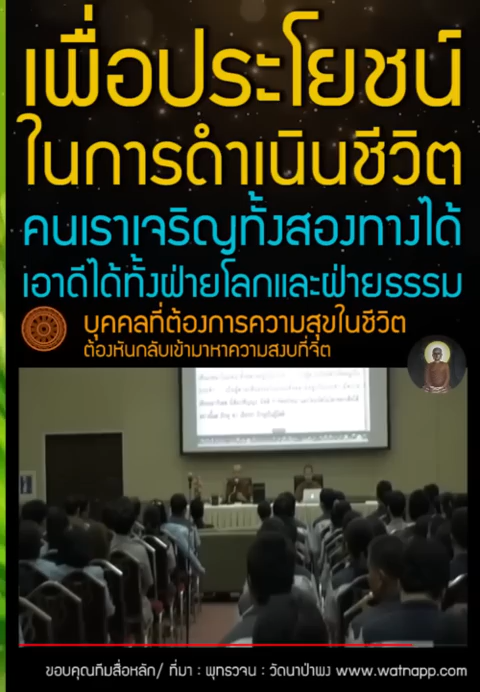 เพื่อประโยชน์
ในการดำเนินชีวิต
คนเราเจริญทั้งสองทางได้
เอาดีได้ทั้งฝ่ายโลกและฝ่ายธรรม
บุคคลที่ต้องการความสุขในชีวิต
ต้องหันกลับเข้ามาหาความสงบที่จิต
ขอบคุณทีมสื่อหลัก/ ที่มา : พุทธวจน : วัดนาป่าพง www.watnapp.com